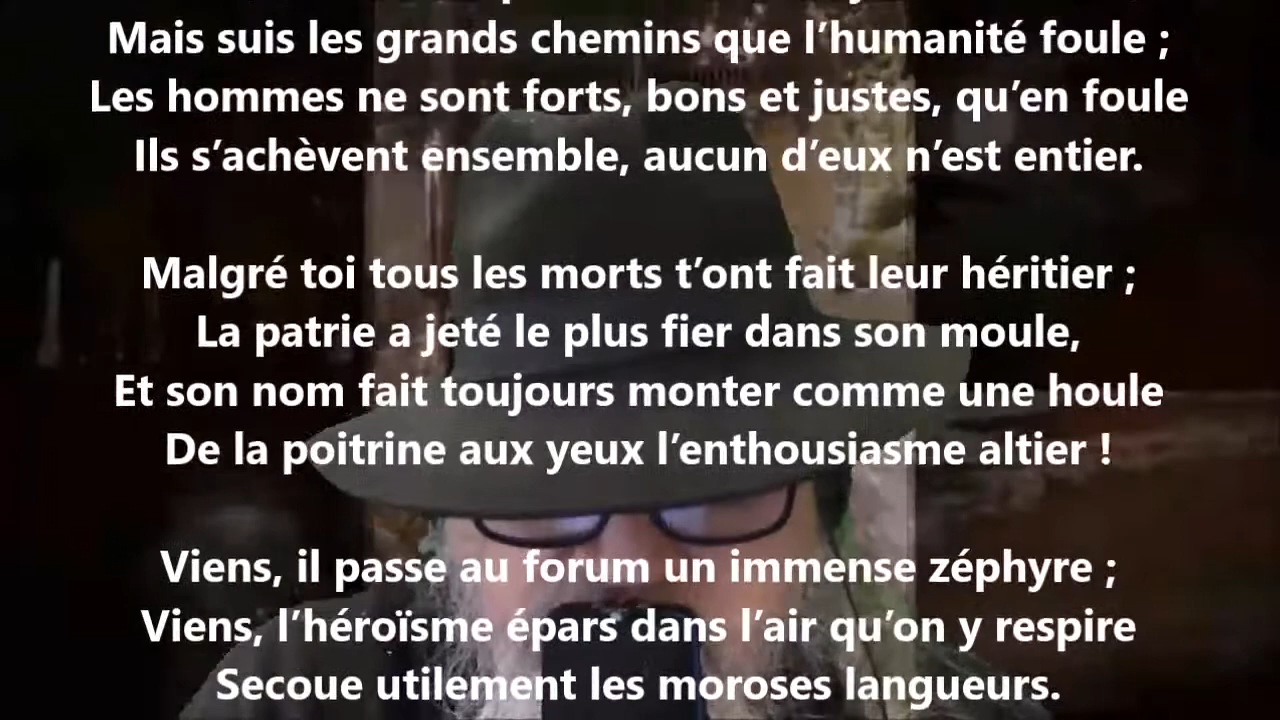 Mais suis les grands chemins que l’humanité foule ;
Les hommes ne sont forts, bons et justes, qu’en foule
Ils s’achèvent ensemble, aucun d’eux n’est entier.
Malgré toi tous les morts t’ont fait leur héritier ;
La patrie a jeté le plus fier dans son moule,
Et son nom fait toujours monter comme une houle
De la poitrine aux yeux l’enthousiasme altier !
Viens, il passe au forum un immense zéphyre ;
Viens, l’héroïsme épars dans l’air qu’on y respire
Secoue utilement les moroses langueurs.